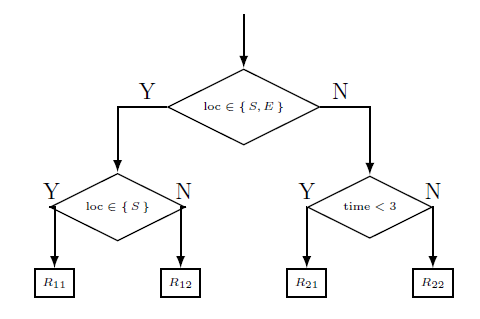 Y N
loc ∈ { S, E }
Y N Y N
loc ∈ { S } time < 3
R₁₁ R₁₂ R₂₁ R₂₂